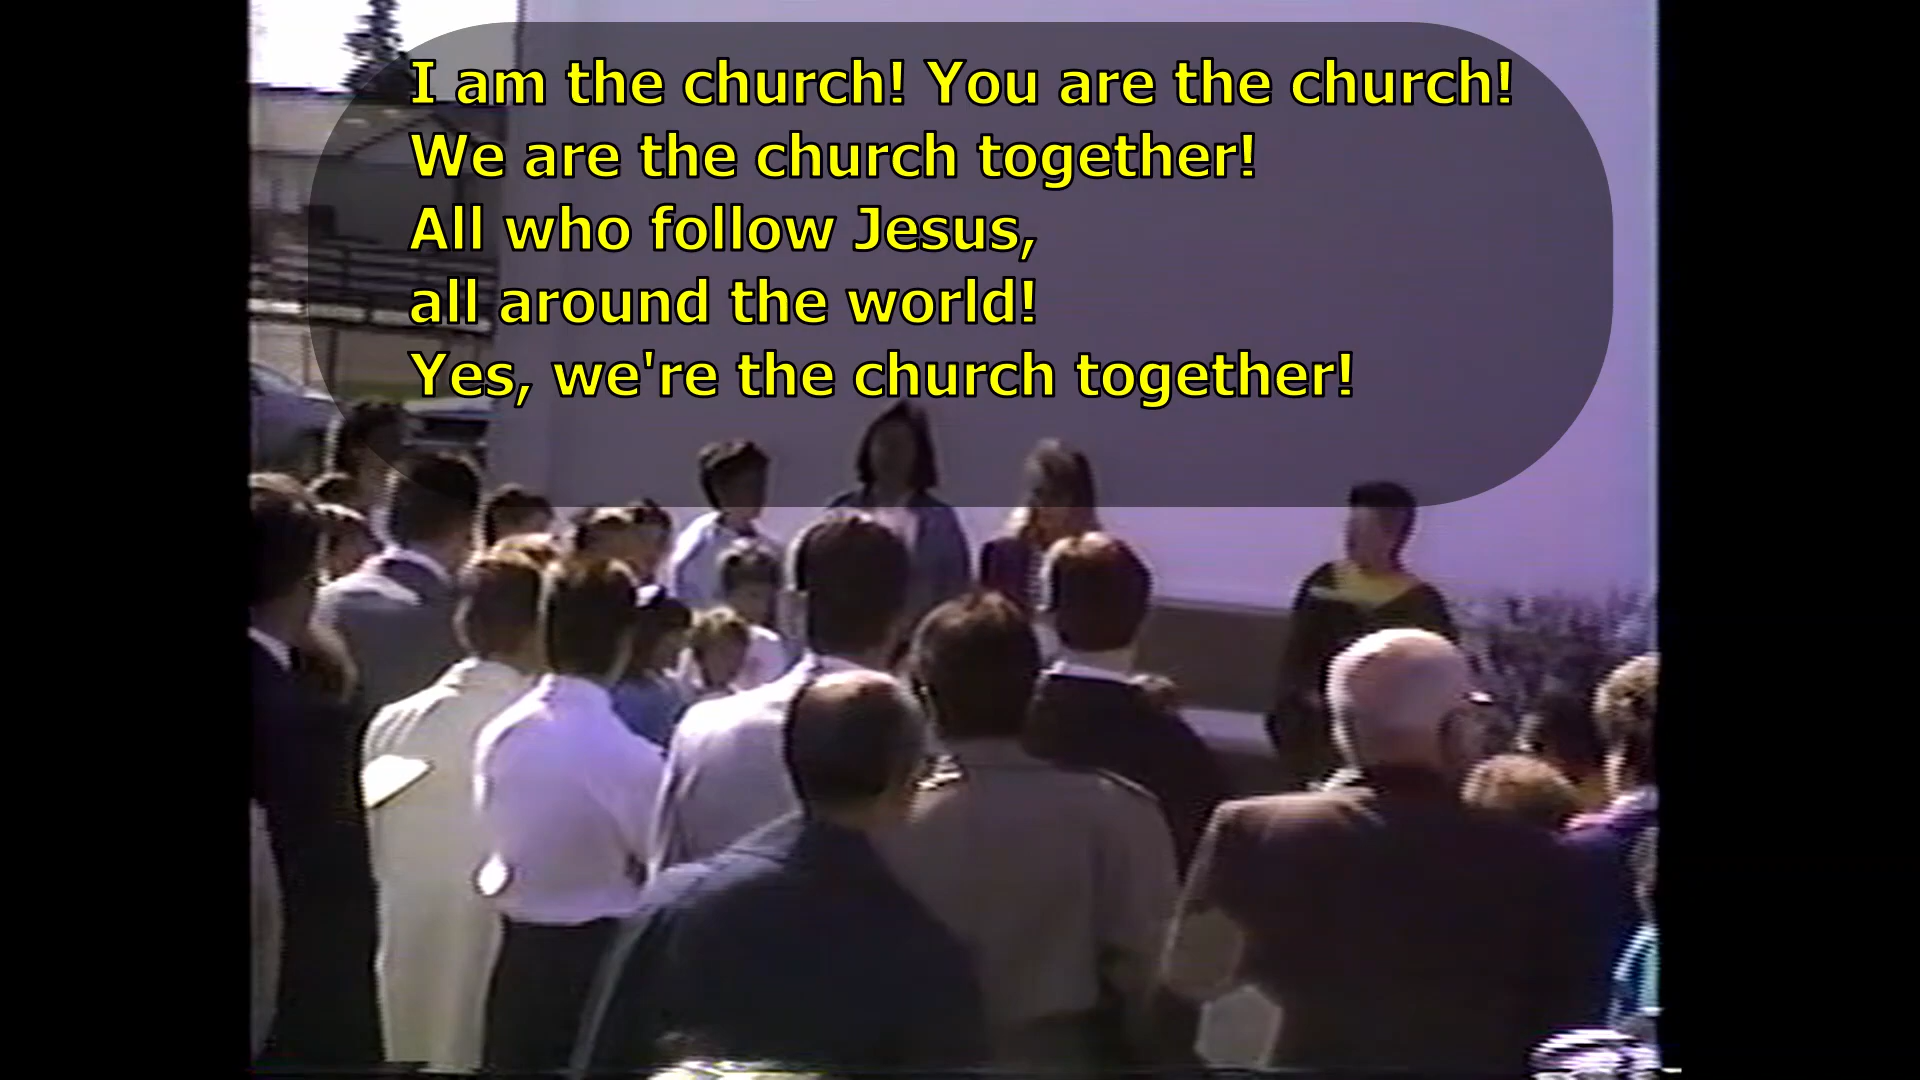 I am the church! You are the church!
We are the church together!
All who follow Jesus,
all around the world!
Yes, we're the church together!